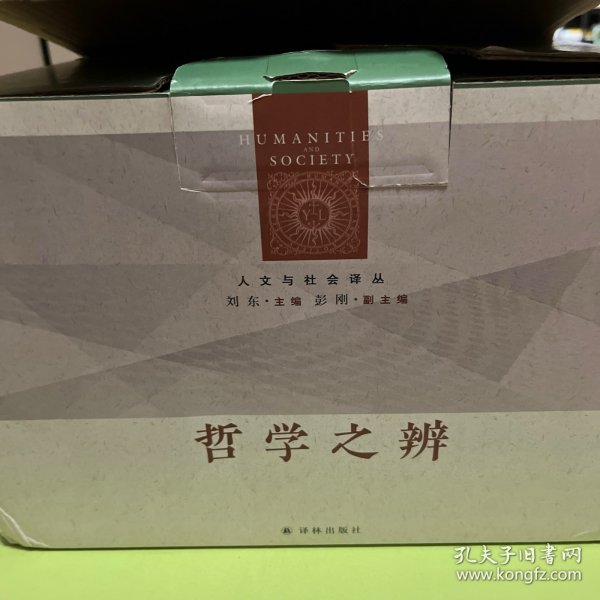 HUMANITIES
AND
SOCIETY
Y L
人文与社会译丛
刘东·主编 彭刚·副主编
哲学之辨
译林出版社
孔夫子旧书网
www.kongfz.com